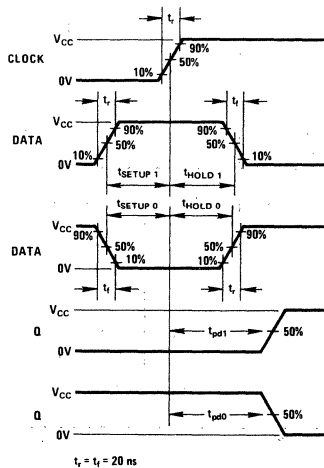 tr
VCC
90%
CLOCK
50%
10%
0V
tr
tf
VCC
90%
90%
DATA
50%
50%
10%
10%
0V
tSETUP 1
tHOLD 1
tSETUP 0
tHOLD 0
VCC
90%
90%
DATA
50%
50%
10%
10%
0V
tf
tr
VCC
Q
tpd1
50%
0V
VCC
Q
tpd0
50%
0V
tr = tf = 20 ns